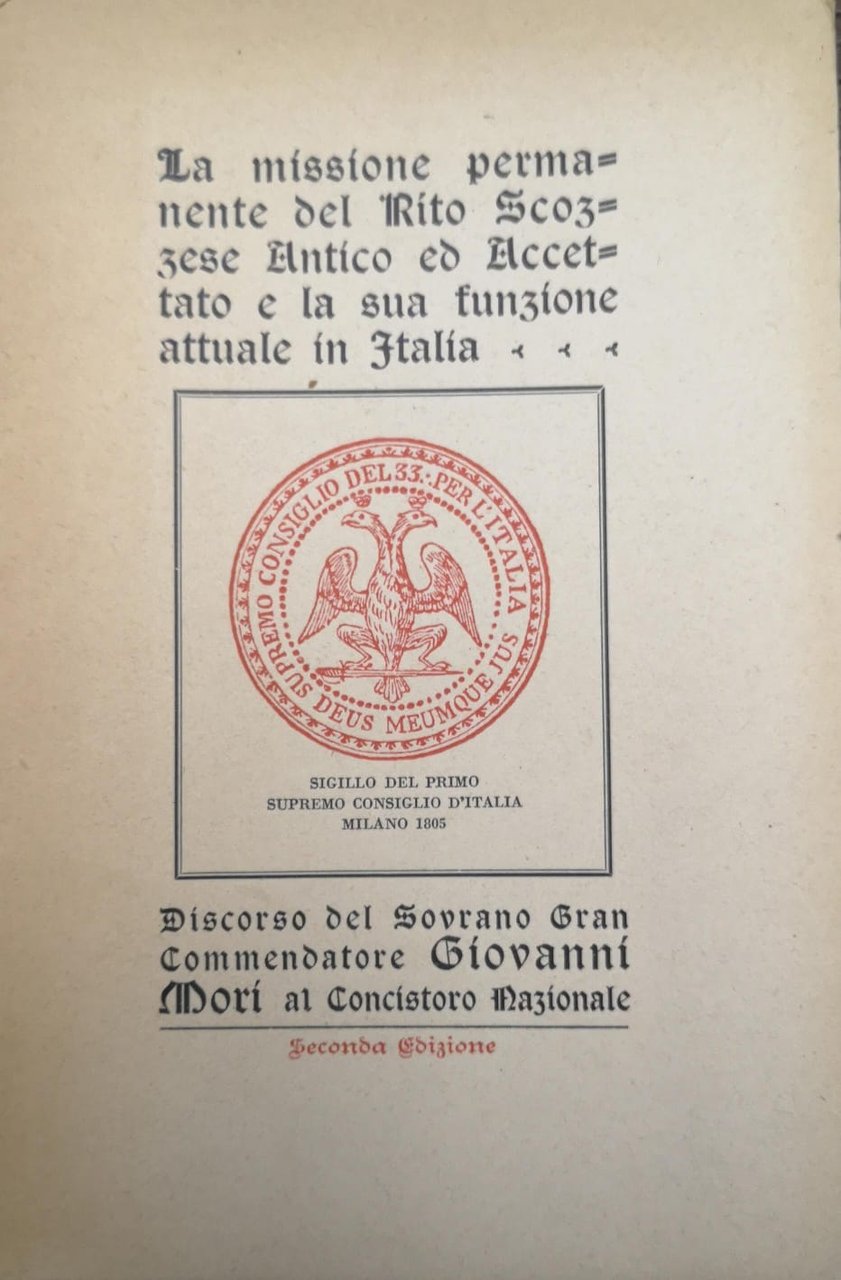 La missione perma=
nente del Rito Scoz=
zese Antico ed Accet=
tato e la sua funzione
attuale in Italia
SUPREMO CONSIGLIO DEL 33.·. PER L'ITALIA
DEUS MEUMQUE JUS
SIGILLO DEL PRIMO
SUPREMO CONSIGLIO D'ITALIA
MILANO 1805
Discorso del Sovrano Gran
Commendatore Giovanni
Mori al Concistoro Nazionale
Seconda Edizione